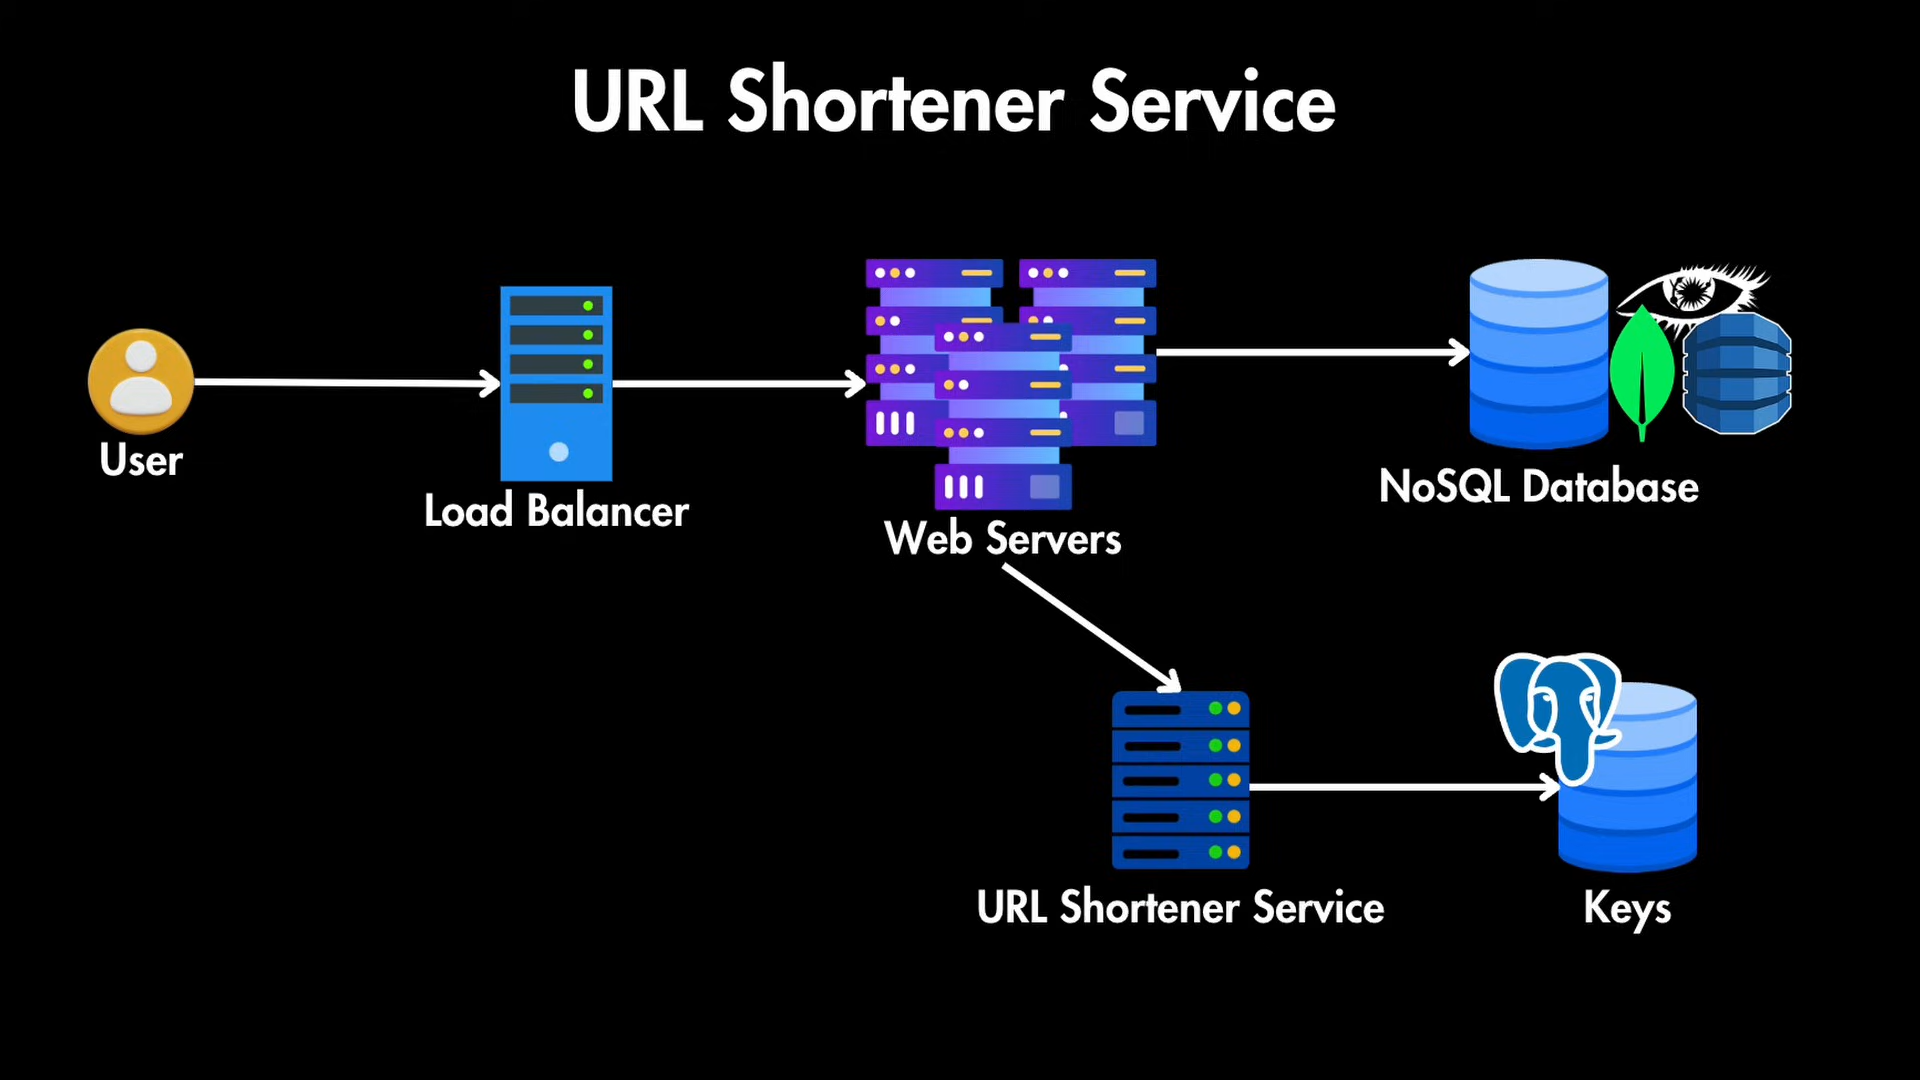 URL Shortener Service
User
Load Balancer
Web Servers
NoSQL Database
URL Shortener Service
Keys